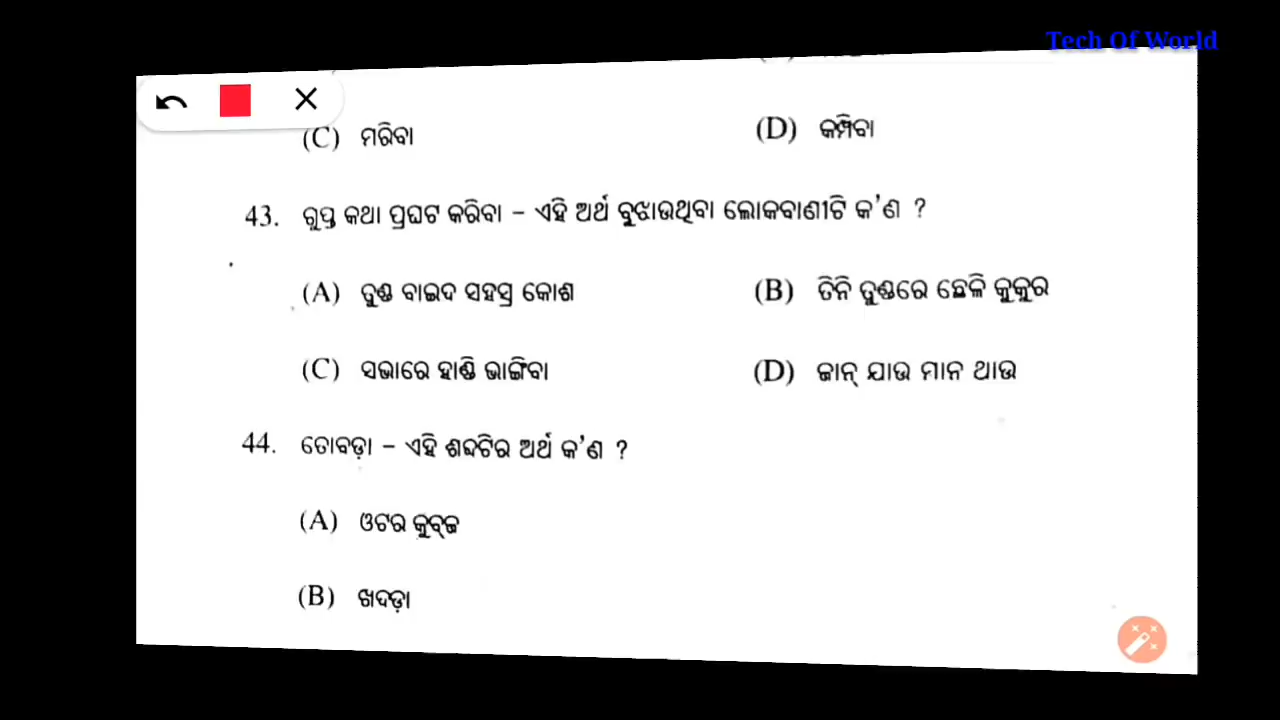 Tech Of World
(C) ମରିବା (D) କମ୍ପିବା
43. ଗୁପ୍ତ କଥା ପ୍ରଘଟ କରିବା – ଏହି ଅର୍ଥ ବୁଝାଉଥିବା ଲୋକବାଣୀଟି କ'ଣ ?
(A) ତୁଣ୍ଡ ବାଇଦ ସହସ୍ର କୋଶ (B) ତିନି ତୁଣ୍ଡରେ ଛେଳି କୁକୁର
(C) ସଭାରେ ହାଣ୍ଡି ଭାଙ୍ଗିବା (D) ଜାନ୍ ଯାଉ ମାନ ଥାଉ
44. ତୋବଡ଼ା – ଏହି ଶବ୍ଦଟିର ଅର୍ଥ କ'ଣ ?
(A) ଓଟର କୁବ୍‌ଜ
(B) ଖଦଡ଼ା